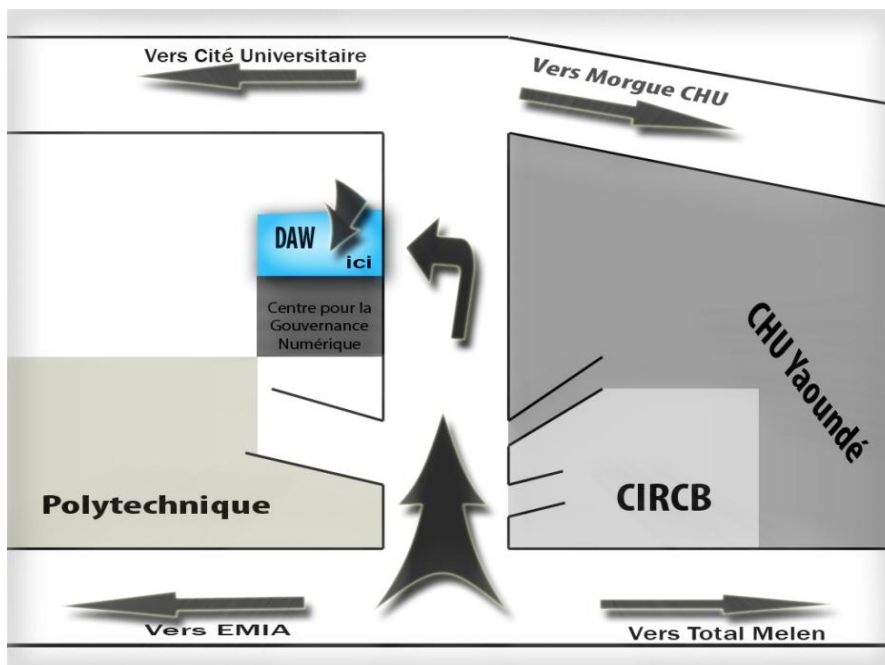 Vers Cité Universitaire
Vers Morgue CHU
DAW
ici
Centre pour la
Gouvernance
Numérique
CHU Yaoundé
Polytechnique
CIRCB
Vers EMIA
Vers Total Melen